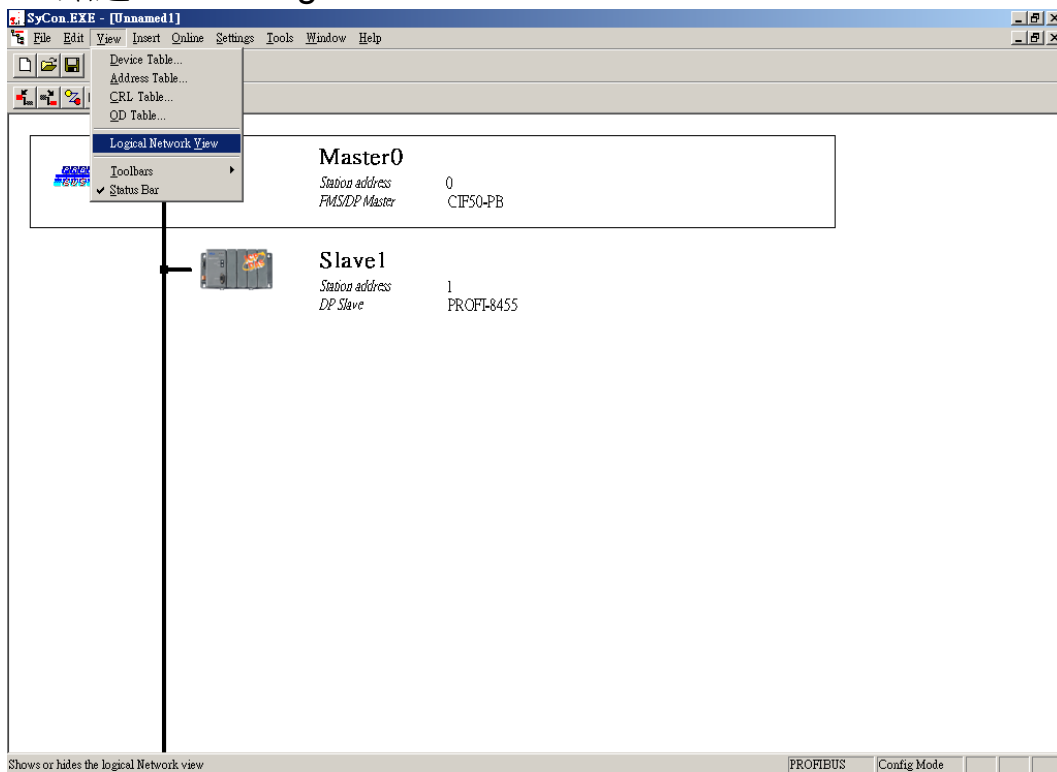 SyCon.EXE - [Unnamed1]
File Edit View Insert Online Settings Tools Window Help
Device Table...
Address Table...
CRL Table...
OD Table...
Logical Network View
Toolbars
Status Bar
Master0
Station address 0
FMS/DP Master CIF50-PB
Slave1
Station address 1
DP Slave PROFI-8455
Shows or hides the logical Network view PROFIBUS Config Mode